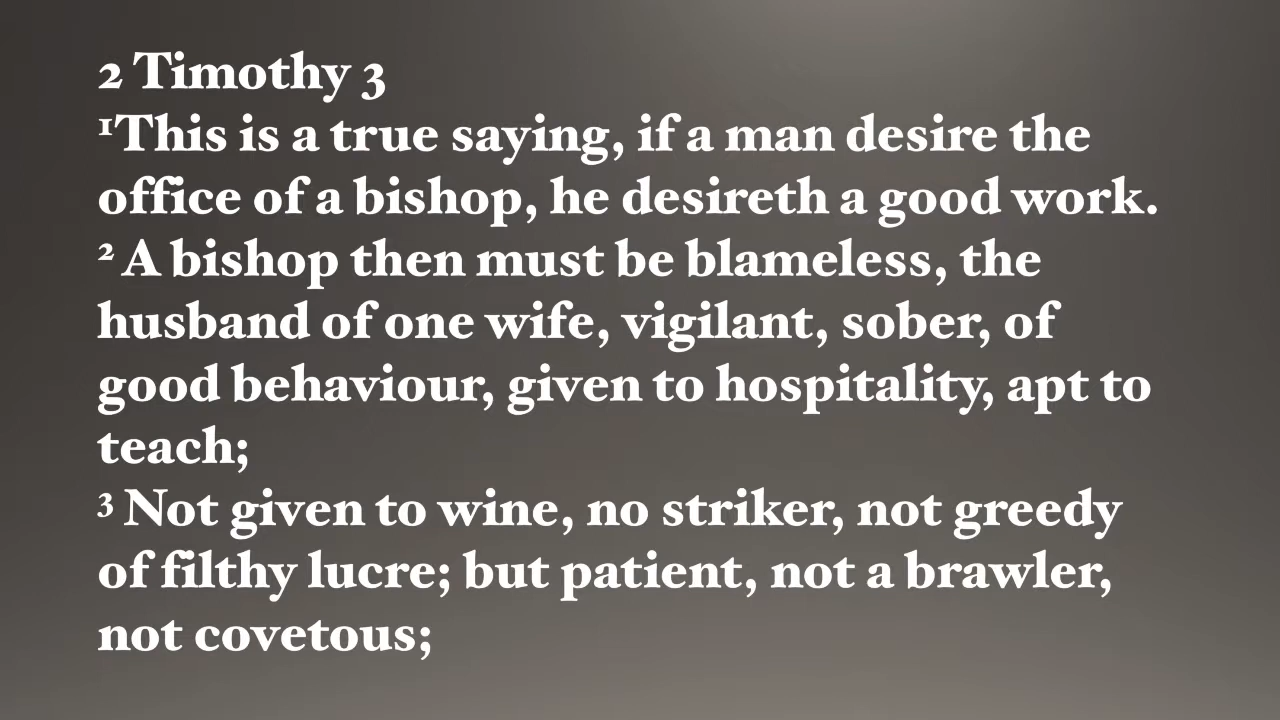 2 Timothy 3
¹This is a true saying, if a man desire the
office of a bishop, he desireth a good work.
² A bishop then must be blameless, the
husband of one wife, vigilant, sober, of
good behaviour, given to hospitality, apt to
teach;
³ Not given to wine, no striker, not greedy
of filthy lucre; but patient, not a brawler,
not covetous;